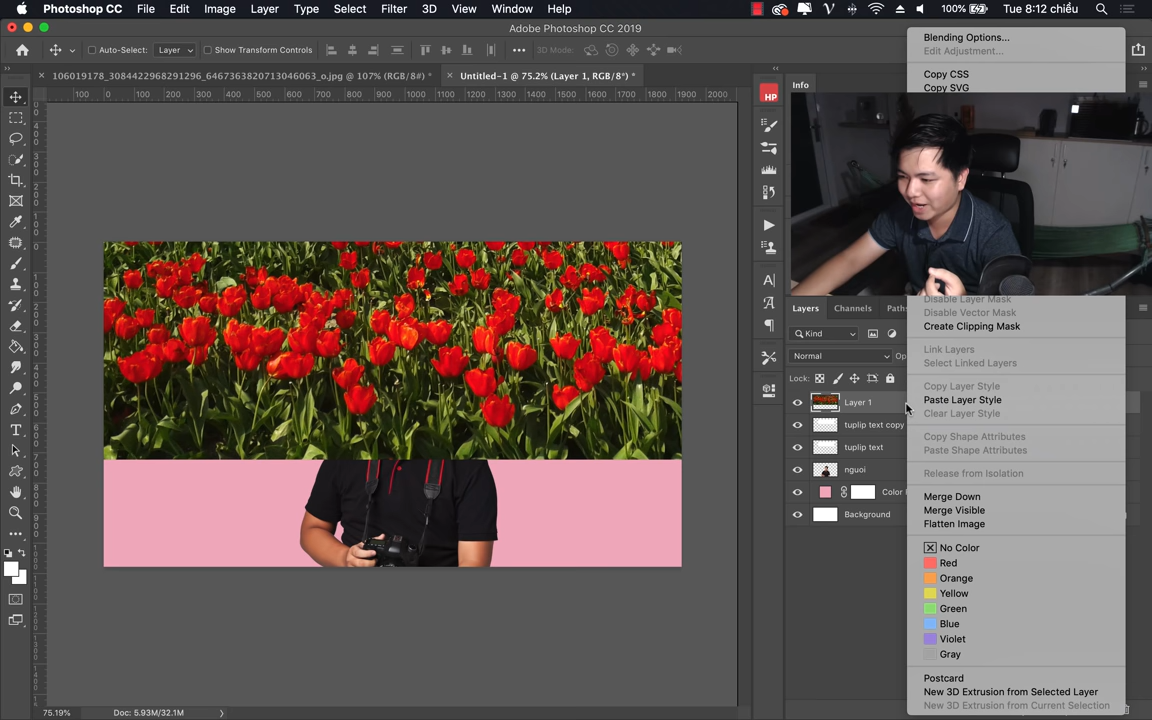 Photoshop CC File Edit Image Layer Type Select Filter 3D View Window Help 100% Tue 8:12 chiều
Adobe Photoshop CC 2019
Auto-Select: Layer Show Transform Controls 3D Mode:
106019178_3084422968291296_6467363820713046063_o.jpg @ 107% (RGB/8#) * Untitled-1 @ 75.2% (Layer 1, RGB/8*) *
100 0 100 200 300 400 500 600 700 800 900 1000 1100 1200 1300 1400 1500 1600 1700 1800 1900 2000
HP
Info
Blending Options...
Edit Adjustment...
Copy CSS
Copy SVG
Disable Layer Mask
Disable Vector Mask
Create Clipping Mask
Link Layers
Select Linked Layers
Copy Layer Style
Paste Layer Style
Clear Layer Style
Copy Shape Attributes
Paste Shape Attributes
Release from Isolation
Merge Down
Merge Visible
Flatten Image
No Color
Red
Orange
Yellow
Green
Blue
Violet
Gray
Postcard
New 3D Extrusion from Selected Layer
New 3D Extrusion from Current Selection
Layers Channels Paths
Kind
Normal
Lock:
Layer 1
tuplip text copy
tuplip text
nguoi
Background
75.19% Doc: 5.93M/32.1M